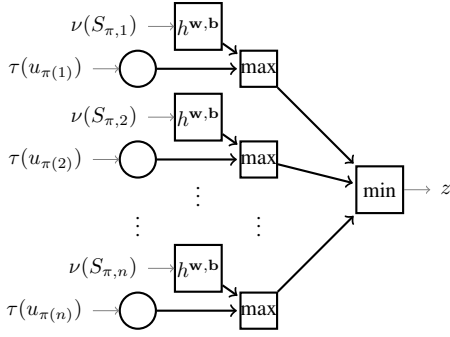 ν(S_{π,1}) h^{w,b}
τ(u_{π(1)}) max
ν(S_{π,2}) h^{w,b}
τ(u_{π(2)}) max
min z
⋮
⋮ ⋮
ν(S_{π,n}) h^{w,b}
τ(u_{π(n)}) max